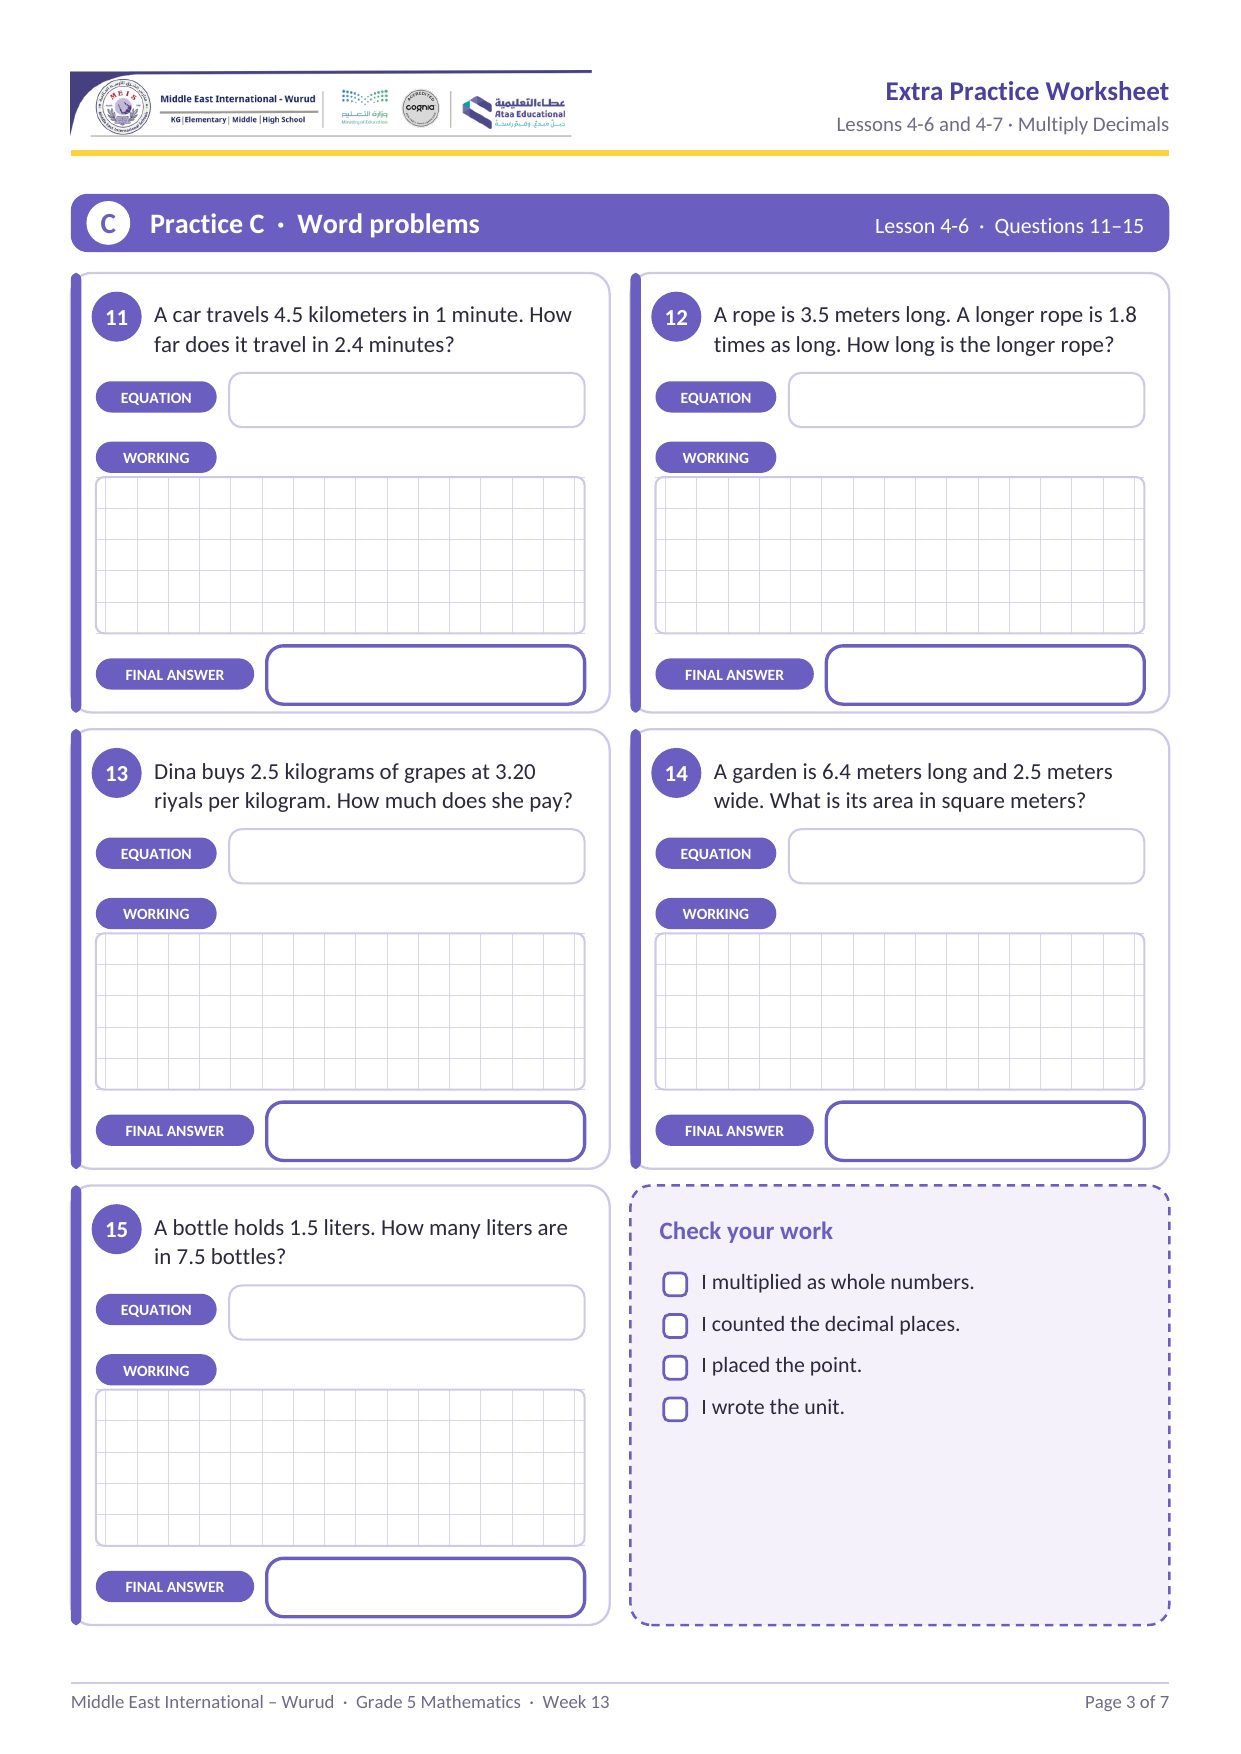 MEIS
Middle East International - Wurud
KG|Elementary | Middle |High School
وزارة التعليم
Ministry of Education
ACCREDITED
cognia
عطاءالتعليمية
Ataa Educational
Extra Practice Worksheet
Lessons 4-6 and 4-7 · Multiply Decimals
C Practice C · Word problems
Lesson 4-6 · Questions 11–15
11 A car travels 4.5 kilometers in 1 minute. How
far does it travel in 2.4 minutes?
EQUATION
WORKING
FINAL ANSWER
12 A rope is 3.5 meters long. A longer rope is 1.8
times as long. How long is the longer rope?
EQUATION
WORKING
FINAL ANSWER
13 Dina buys 2.5 kilograms of grapes at 3.20
riyals per kilogram. How much does she pay?
EQUATION
WORKING
FINAL ANSWER
14 A garden is 6.4 meters long and 2.5 meters
wide. What is its area in square meters?
EQUATION
WORKING
FINAL ANSWER
15 A bottle holds 1.5 liters. How many liters are
in 7.5 bottles?
EQUATION
WORKING
FINAL ANSWER
Check your work
I multiplied as whole numbers.
I counted the decimal places.
I placed the point.
I wrote the unit.
Middle East International – Wurud · Grade 5 Mathematics · Week 13
Page 3 of 7